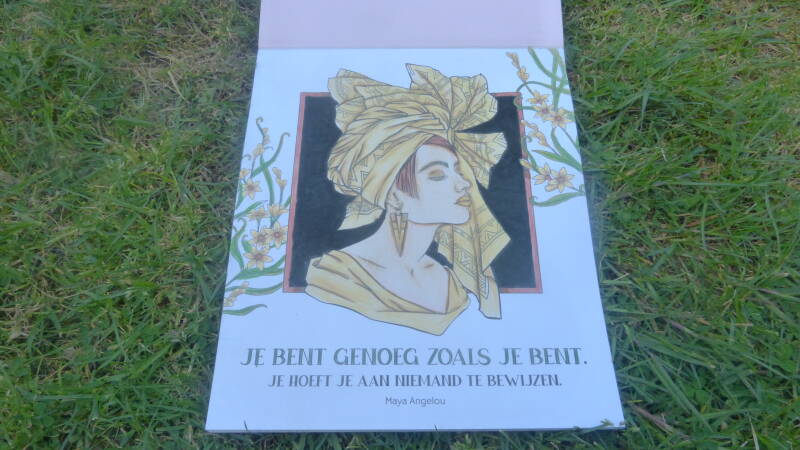 JE BENT GENOEG ZOALS JE BENT.
JE HOEFT JE AAN NIEMAND TE BEWIJZEN.
Maya Angelou